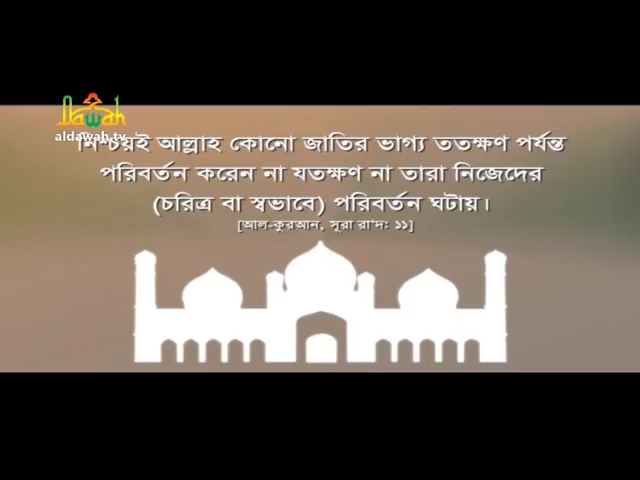 Dawah
aldawah.tv
নিশ্চয়ই আল্লাহ কোনো জাতির ভাগ্য ততক্ষণ পর্যন্ত
পরিবর্তন করেন না যতক্ষণ না তারা নিজেদের
(চরিত্র বা স্বভাবে) পরিবর্তন ঘটায়।
[আল-কুরআন, সূরা রা'দ: ১১]